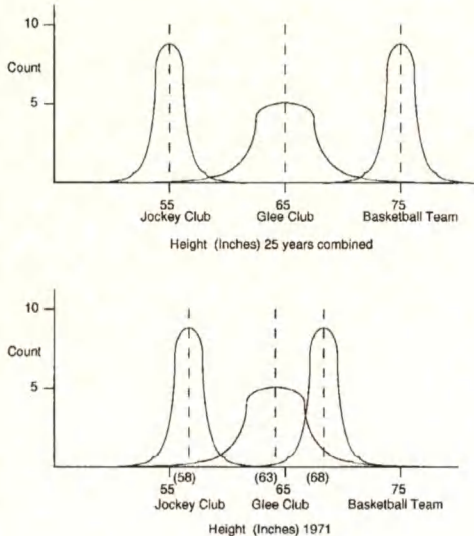 10
Count
5
55 65 75
Jockey Club Glee Club Basketball Team
Height (Inches) 25 years combined
10
Count
5
(58) (63) (68)
55 65 75
Jockey Club Glee Club Basketball Team
Height (Inches) 1971